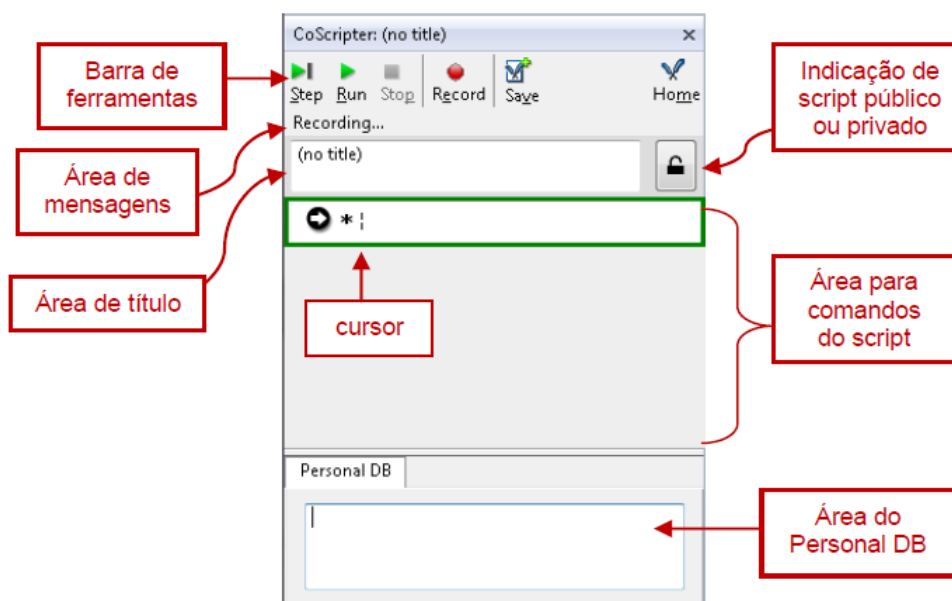 CoScripter: (no title)
Barra de
ferramentas
Step Run Stop Record Save Home
Indicação de
script público
ou privado
Recording...
(no title)
Área de
mensagens
*
Área de título
cursor
Área para
comandos
do script
Personal DB
Área do
Personal DB